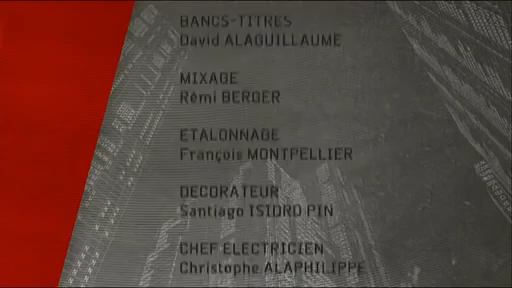 BANCS-TITRES
David ALAGUILLAUME
MIXAGE
Rémi BERGER
ETALONNAGE
François MONTPELLIER
DECORATEUR
Santiago ISIDRO PIN
CHEF ELECTRICIEN
Christophe ALAPHILIPPE